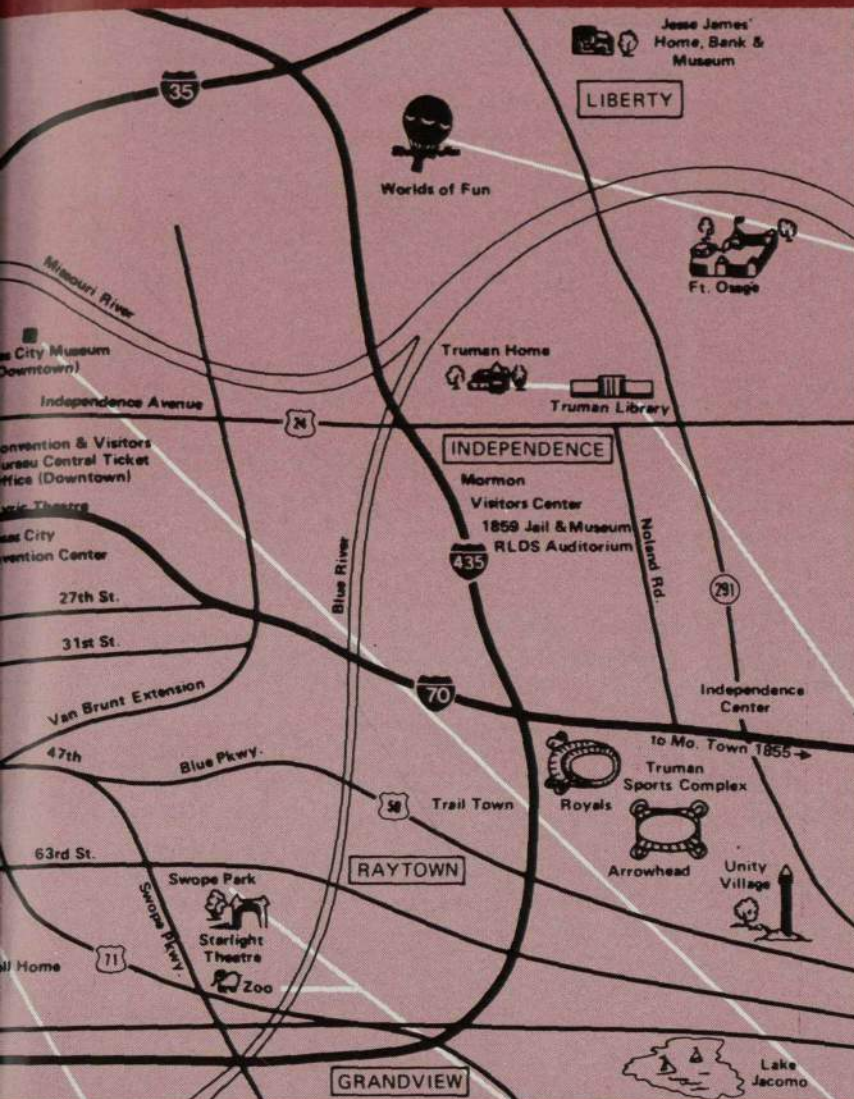 Jesse James'
Home, Bank &
Museum
35
LIBERTY
Worlds of Fun
Missouri River
Ft. Osage
City Museum
Downtown)
Truman Home
Truman Library
Independence Avenue
24
INDEPENDENCE
& Visitors
Central Ticket
(Downtown)
Mormon
Visitors Center
1859 Jail & Museum
RLDS Auditorium
Theatre
City
Center
Blue River
435
Noland Rd.
291
27th St.
31st St.
Van Brunt Extension
70
Independence
Center
to Mo. Town 1855
47th
Blue Pkwy.
50
Trail Town
Royals
Truman
Sports Complex
Arrowhead
Unity
Village
63rd St.
RAYTOWN
Swope Park
Swope Pkwy.
Starlight
Theatre
71
Home
Zoo
GRANDVIEW
Lake
Jacomo